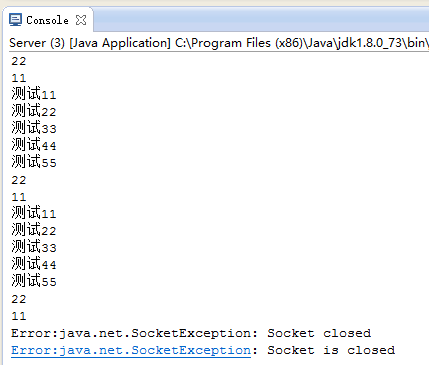 Console
Server (3) [Java Application] C:\Program Files (x86)\Java\jdk1.8.0_73\bin\
22
11
测试11
测试22
测试33
测试44
测试55
22
11
测试11
测试22
测试33
测试44
测试55
22
11
Error:java.net.SocketException: Socket closed
Error:java.net.SocketException: Socket is closed